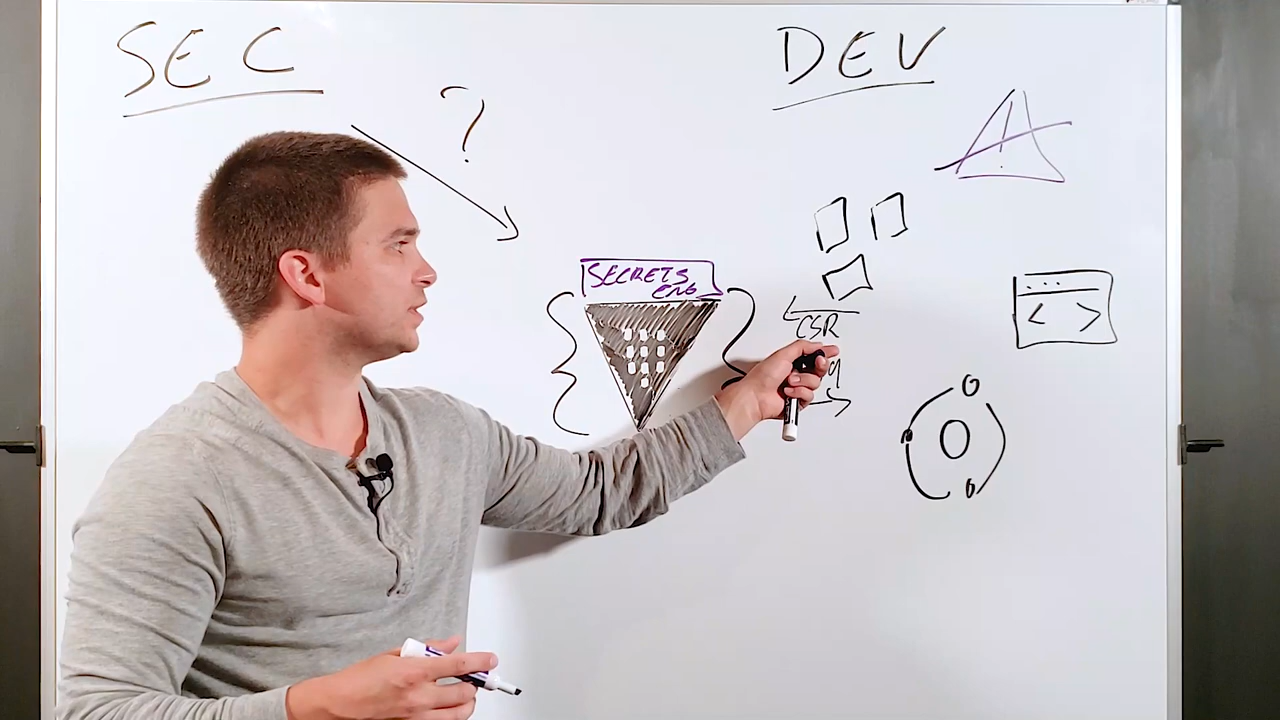 SEC
DEV
?
SECRETS
ENG
CSR
< >